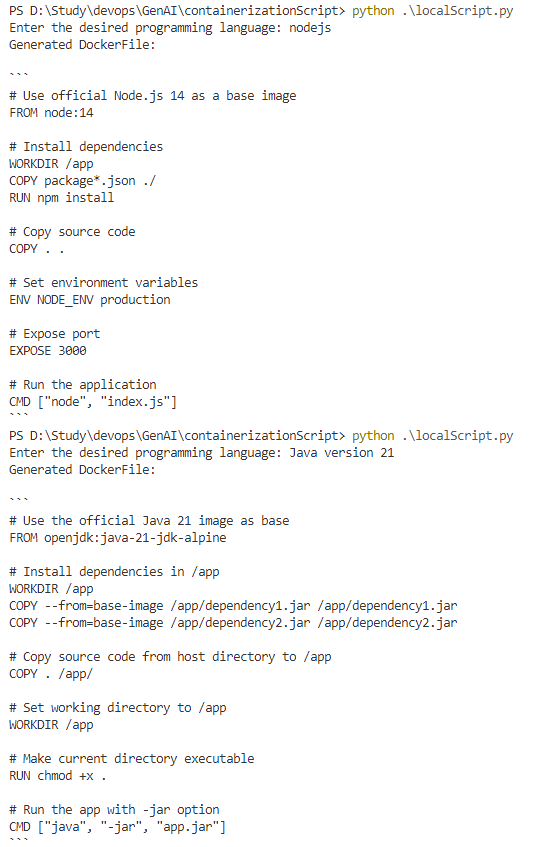 PS D:\Study\devops\GenAI\containerizationScript> python .\localScript.py
Enter the desired programming language: nodejs
Generated DockerFile:
```
# Use official Node.js 14 as a base image
FROM node:14
# Install dependencies
WORKDIR /app
COPY package*.json ./
RUN npm install
# Copy source code
COPY . .
# Set environment variables
ENV NODE_ENV production
# Expose port
EXPOSE 3000
# Run the application
CMD ["node", "index.js"]
```
PS D:\Study\devops\GenAI\containerizationScript> python .\localScript.py
Enter the desired programming language: Java version 21
Generated DockerFile:
```
# Use the official Java 21 image as base
FROM openjdk:java-21-jdk-alpine
# Install dependencies in /app
WORKDIR /app
COPY --from=base-image /app/dependency1.jar /app/dependency1.jar
COPY --from=base-image /app/dependency2.jar /app/dependency2.jar
# Copy source code from host directory to /app
COPY . /app/
# Set working directory to /app
WORKDIR /app
# Make current directory executable
RUN chmod +x .
# Run the app with -jar option
CMD ["java", "-jar", "app.jar"]
```